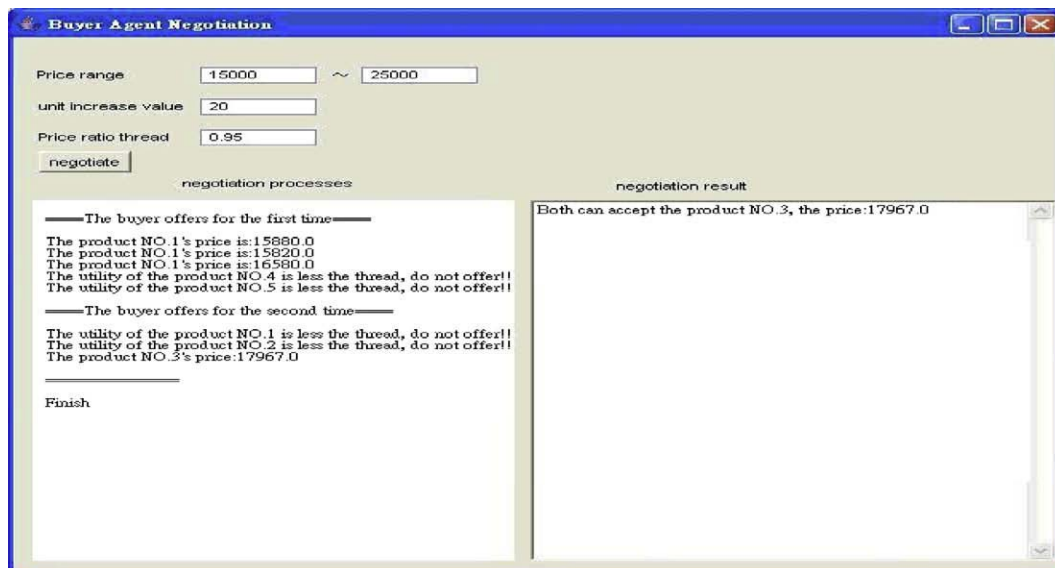 Buyer Agent Negotiation
Price range 15000 ~ 25000
unit increase value 20
Price ratio thread 0.95
negotiate
negotiation processes
negotiation result
═══The buyer offers for the first time═══
The product NO.1's price is:15880.0
The product NO.1's price is:15820.0
The product NO.1's price is:16580.0
The utility of the product NO.4 is less the thread, do not offer!!
The utility of the product NO.5 is less the thread, do not offer!!
═══The buyer offers for the second time═══
The utility of the product NO.1 is less the thread, do not offer!!
The utility of the product NO.2 is less the thread, do not offer!!
The product NO.3's price:17967.0
═══════════
Finish
Both can accept the product NO.3, the price:17967.0